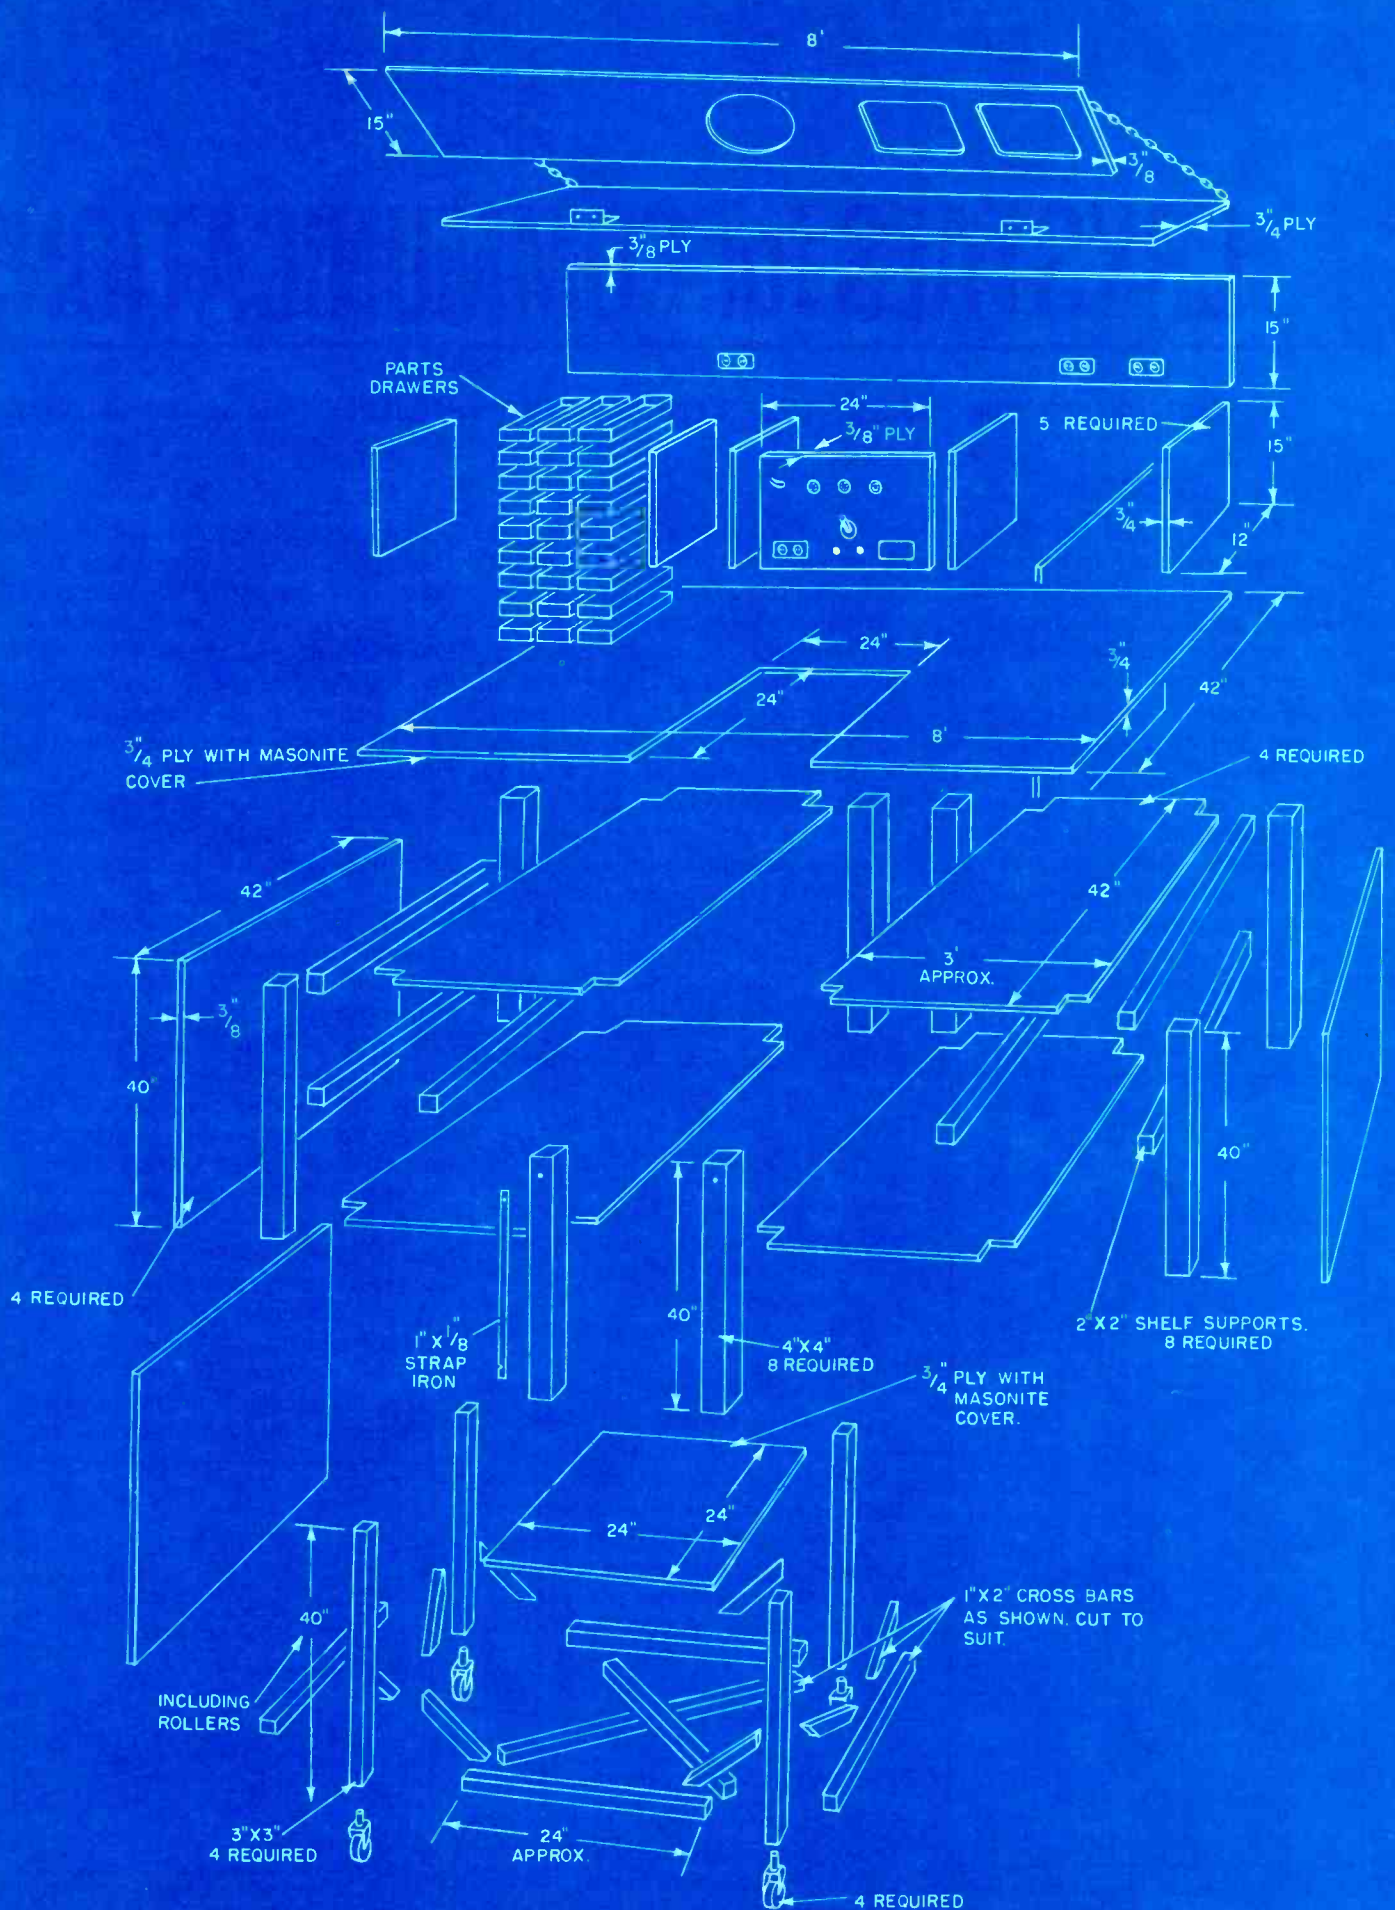 8'
15"
3/8"
3/4" PLY
3/8" PLY
15"
PARTS
DRAWERS
24"
3/8" PLY
5 REQUIRED
15"
3/4"
12"
24"
24"
3/4"
42"
8'
3/4" PLY WITH MASONITE
COVER
4 REQUIRED
42"
42"
3'
APPROX.
3/8"
40"
40"
4 REQUIRED
1" X 1/8"
STRAP
IRON
40"
4"X4"
8 REQUIRED
2"X2" SHELF SUPPORTS.
8 REQUIRED
3/4" PLY WITH
MASONITE
COVER.
24"
24"
40"
1"X2" CROSS BARS
AS SHOWN. CUT TO
SUIT.
INCLUDING
ROLLERS
3"X3"
4 REQUIRED
24"
APPROX.
4 REQUIRED